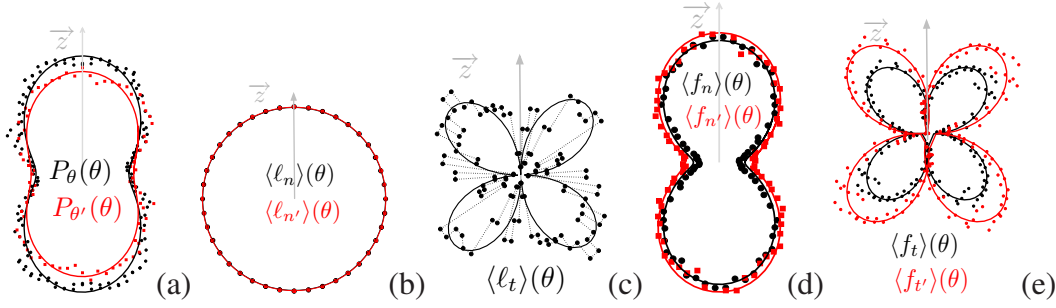 z⃗
P_θ(θ)
P_θ'(θ)
(a)
z⃗
⟨ℓ_n⟩(θ)
⟨ℓ_n'⟩(θ)
(b)
z⃗
⟨ℓ_t⟩(θ)
(c)
z⃗
⟨f_n⟩(θ)
⟨f_n'⟩(θ)
(d)
z⃗
⟨f_t⟩(θ)
⟨f_t'⟩(θ)
(e)